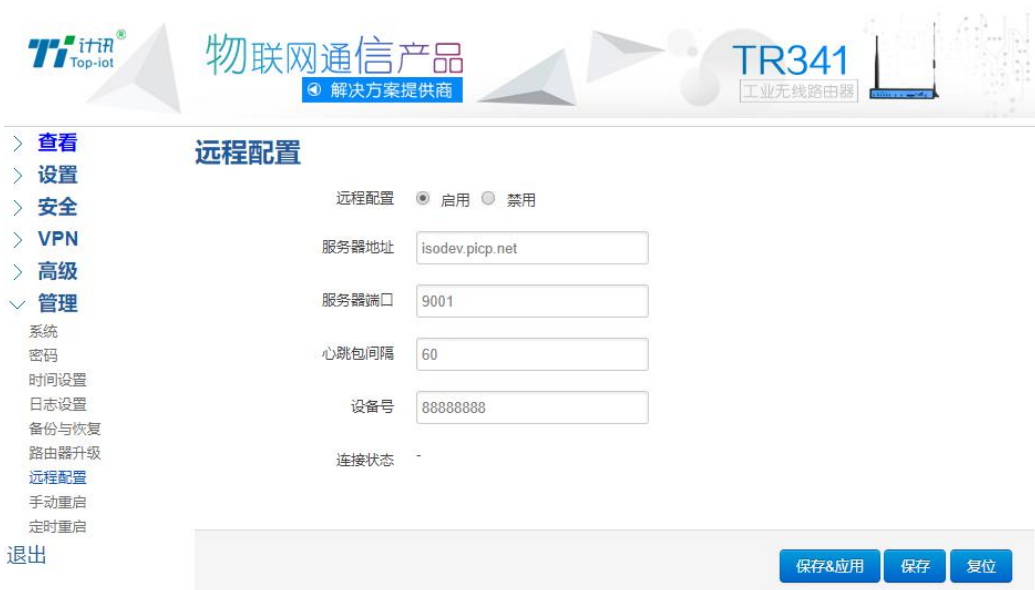 计讯®
Top-iot
物联网通信产品
解决方案提供商
TR341
工业无线路由器
查看
设置
安全
VPN
高级
管理
系统
密码
时间设置
日志设置
备份与恢复
路由器升级
远程配置
手动重启
定时重启
退出
远程配置
远程配置 启用 禁用
服务器地址 isodev.picp.net
服务器端口 9001
心跳包间隔 60
设备号 88888888
连接状态 -
保存&应用 保存 复位